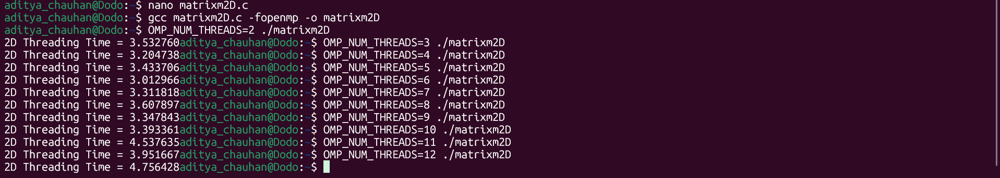 aditya_chauhan@Dodo:~$ nano matrixm2D.c
aditya_chauhan@Dodo:~$ gcc matrixm2D.c -fopenmp -o matrixm2D
aditya_chauhan@Dodo:~$ OMP_NUM_THREADS=2 ./matrixm2D
2D Threading Time = 3.532760aditya_chauhan@Dodo:~$ OMP_NUM_THREADS=3 ./matrixm2D
2D Threading Time = 3.204738aditya_chauhan@Dodo:~$ OMP_NUM_THREADS=4 ./matrixm2D
2D Threading Time = 3.433706aditya_chauhan@Dodo:~$ OMP_NUM_THREADS=5 ./matrixm2D
2D Threading Time = 3.012966aditya_chauhan@Dodo:~$ OMP_NUM_THREADS=6 ./matrixm2D
2D Threading Time = 3.311818aditya_chauhan@Dodo:~$ OMP_NUM_THREADS=7 ./matrixm2D
2D Threading Time = 3.607897aditya_chauhan@Dodo:~$ OMP_NUM_THREADS=8 ./matrixm2D
2D Threading Time = 3.347843aditya_chauhan@Dodo:~$ OMP_NUM_THREADS=9 ./matrixm2D
2D Threading Time = 3.393361aditya_chauhan@Dodo:~$ OMP_NUM_THREADS=10 ./matrixm2D
2D Threading Time = 4.537635aditya_chauhan@Dodo:~$ OMP_NUM_THREADS=11 ./matrixm2D
2D Threading Time = 3.951667aditya_chauhan@Dodo:~$ OMP_NUM_THREADS=12 ./matrixm2D
2D Threading Time = 4.756428aditya_chauhan@Dodo:~$